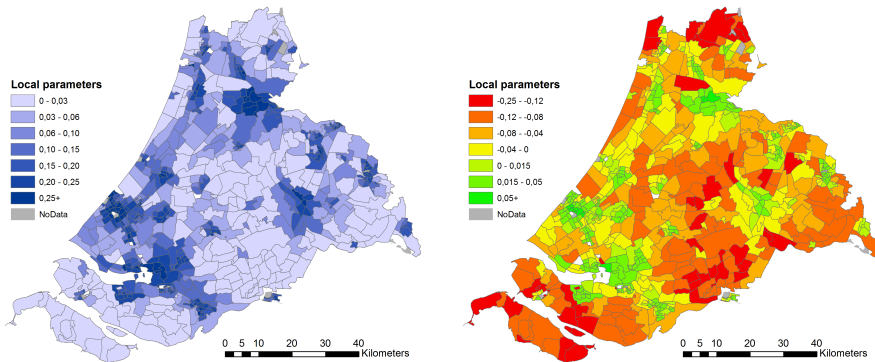 Local parameters
0 - 0,03
0,03 - 0,06
0,06 - 0,10
0,10 - 0,15
0,15 - 0,20
0,20 - 0,25
0,25+
NoData
0 5 10 20 30 40
Kilometers
Local parameters
-0,25 - -0,12
-0,12 - -0,08
-0,08 - -0,04
-0,04 - 0
0 - 0,015
0,015 - 0,05
0,05+
NoData
0 5 10 20 30 40
Kilometers